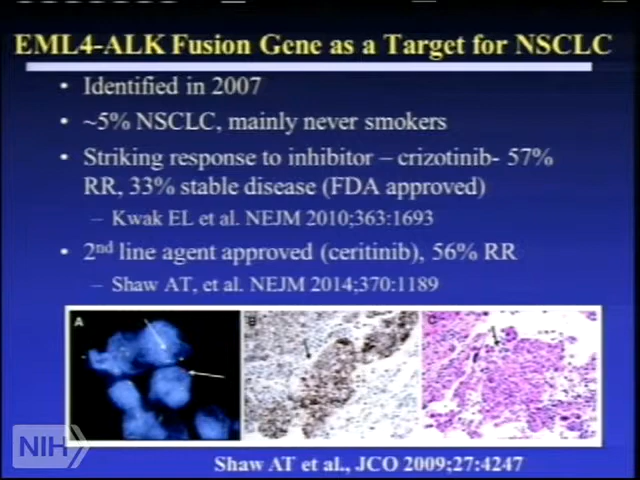 EML4-ALK Fusion Gene as a Target for NSCLC
• Identified in 2007
• ~5% NSCLC, mainly never smokers
• Striking response to inhibitor – crizotinib- 57%
RR, 33% stable disease (FDA approved)
– Kwak EL et al. NEJM 2010;363:1693
• 2nd line agent approved (ceritinib), 56% RR
– Shaw AT, et al. NEJM 2014;370:1189
A
B
NIH
Shaw AT et al., JCO 2009;27:4247